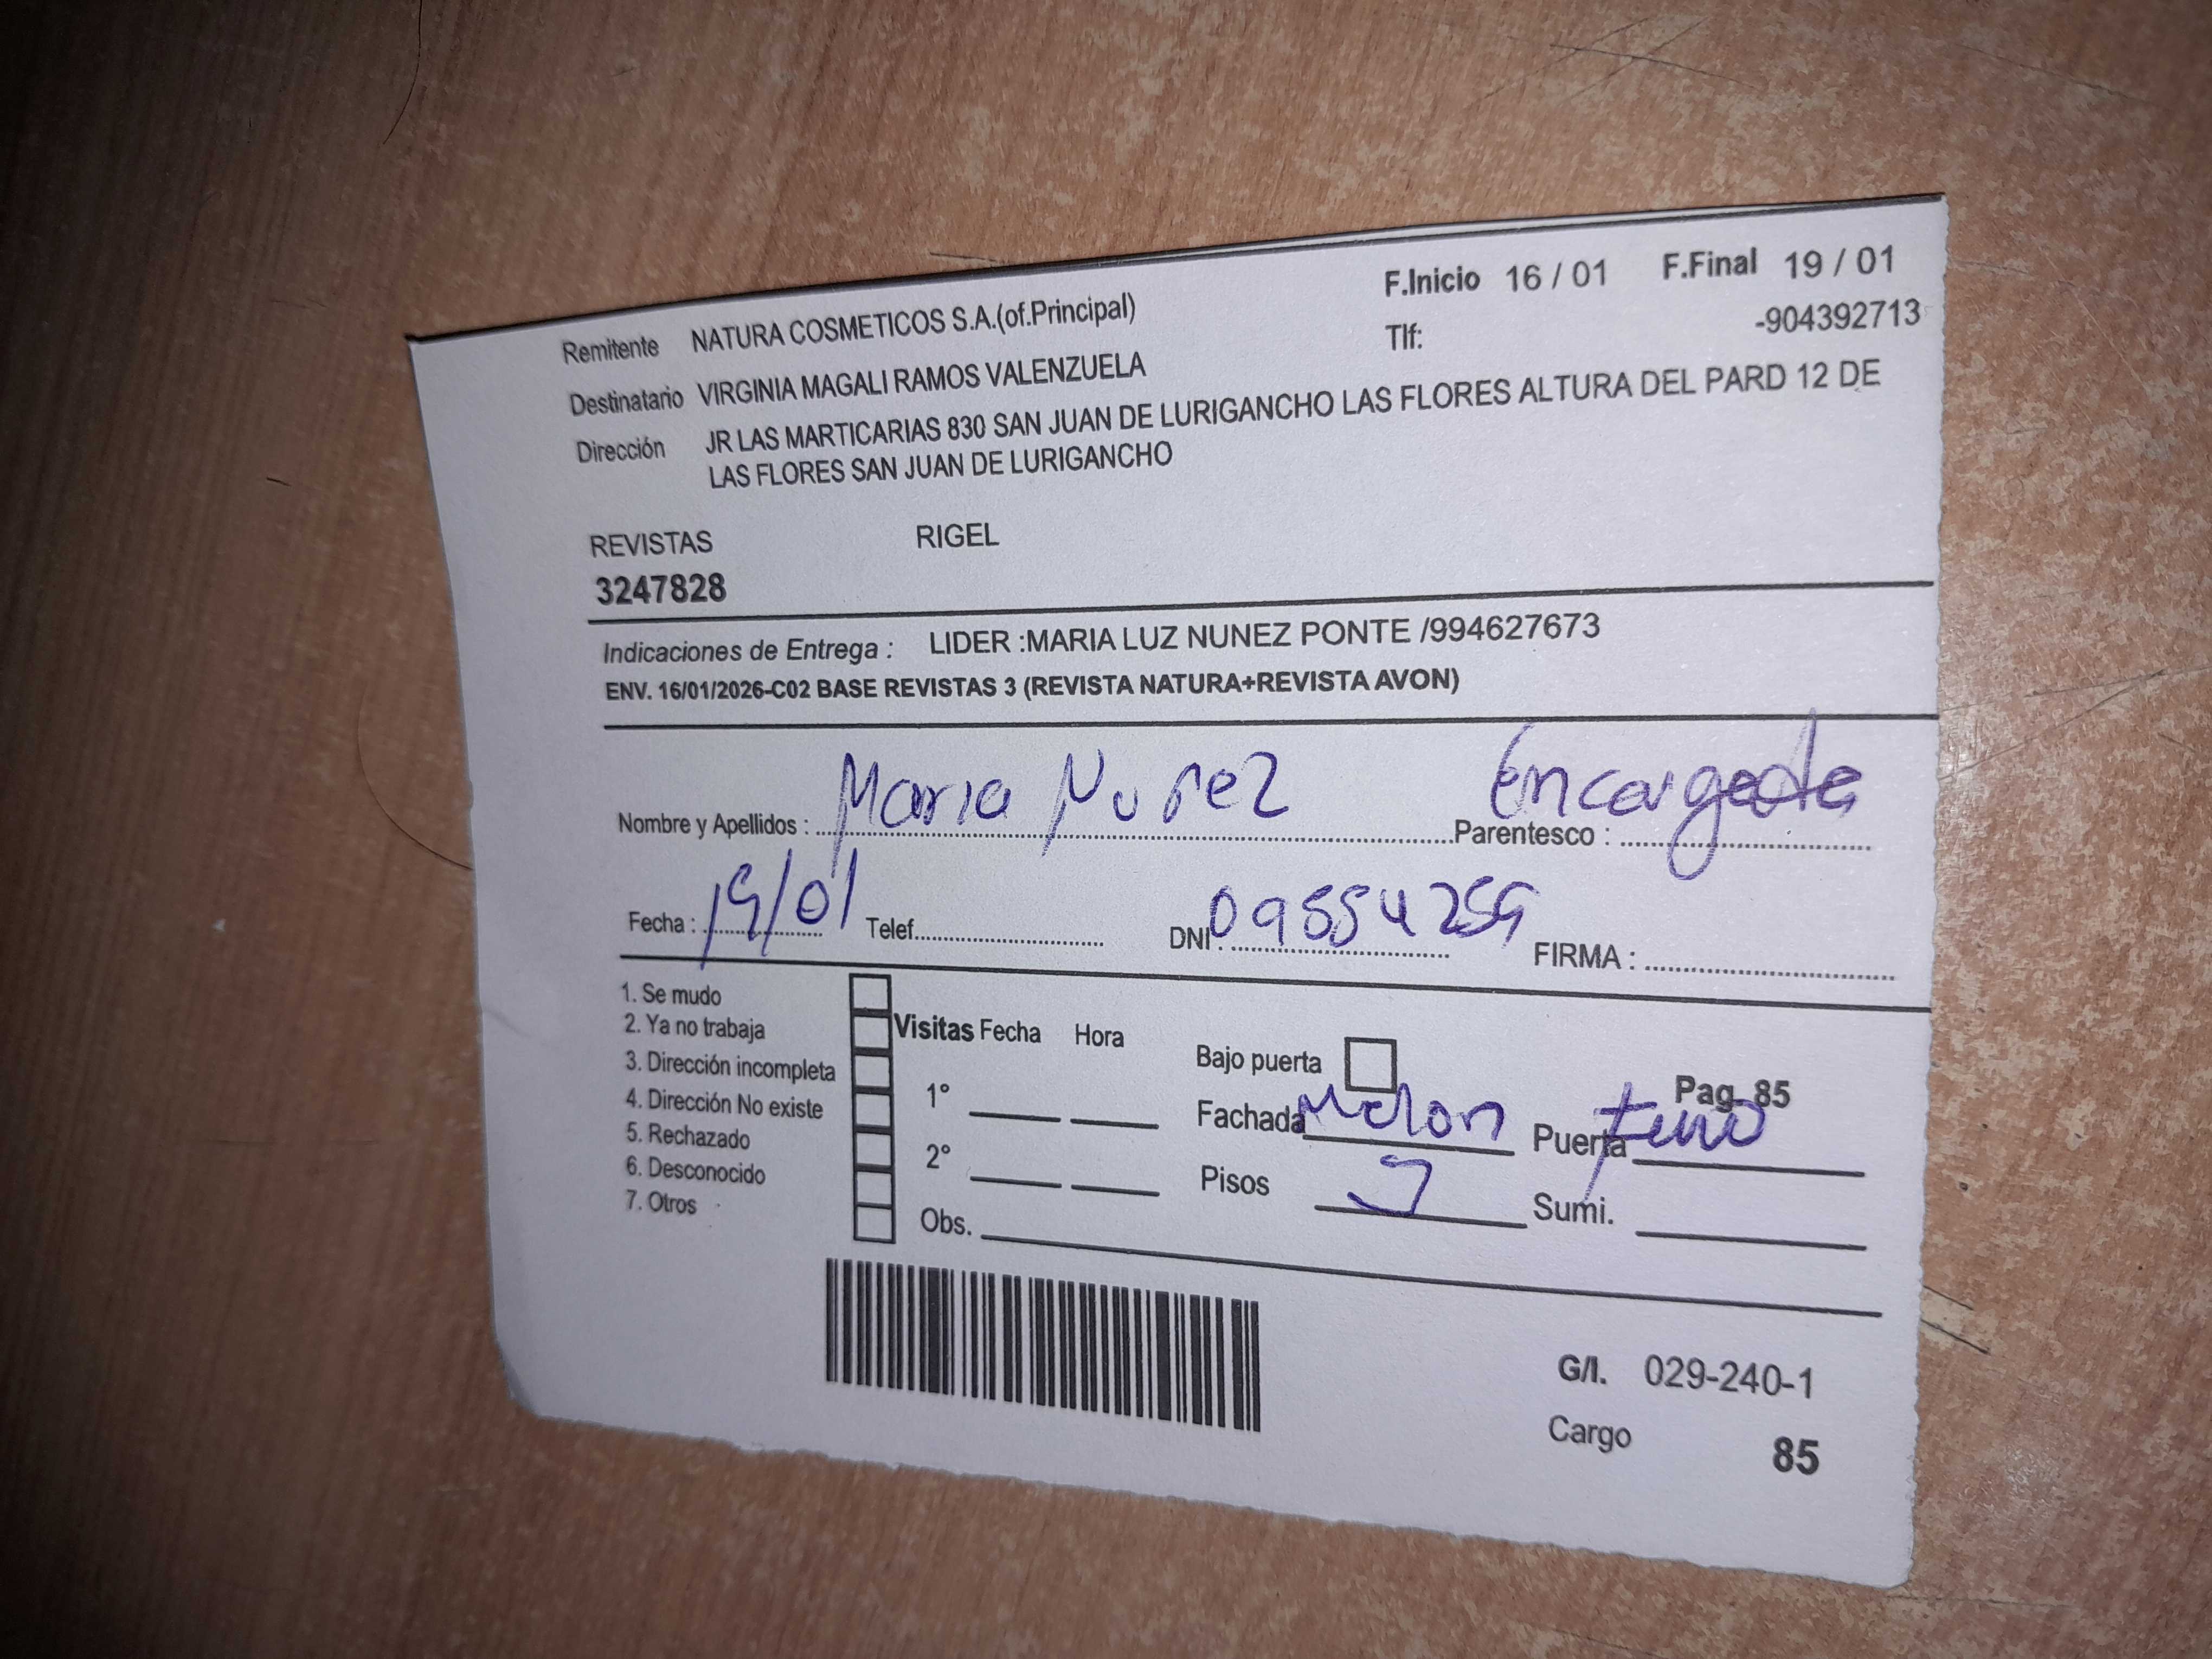 F.Inicio 16 / 01 F.Final 19 / 01
Remitente NATURA COSMETICOS S.A.(of.Principal) Tlf: -904392713
Destinatario VIRGINIA MAGALI RAMOS VALENZUELA
Dirección JR LAS MARTICARIAS 830 SAN JUAN DE LURIGANCHO LAS FLORES ALTURA DEL PARD 12 DE
LAS FLORES SAN JUAN DE LURIGANCHO
REVISTAS RIGEL
3247828
Indicaciones de Entrega : LIDER :MARIA LUZ NUNEZ PONTE /994627673
ENV. 16/01/2026-C02 BASE REVISTAS 3 (REVISTA NATURA+REVISTA AVON)
Nombre y Apellidos : Maria Nuñez Parentesco : Encargada
Fecha : 19/01 Telef. DNI : FIRMA :
1. Se mudo
2. Ya no trabaja Visitas Fecha Hora
3. Dirección incompleta Bajo puerta
4. Dirección No existe 1° Fachada Melon Pag. 85
5. Rechazado Puerta
6. Desconocido 2° Pisos Sumi.
7. Otros Obs.
G/I. 029-240-1
Cargo 85